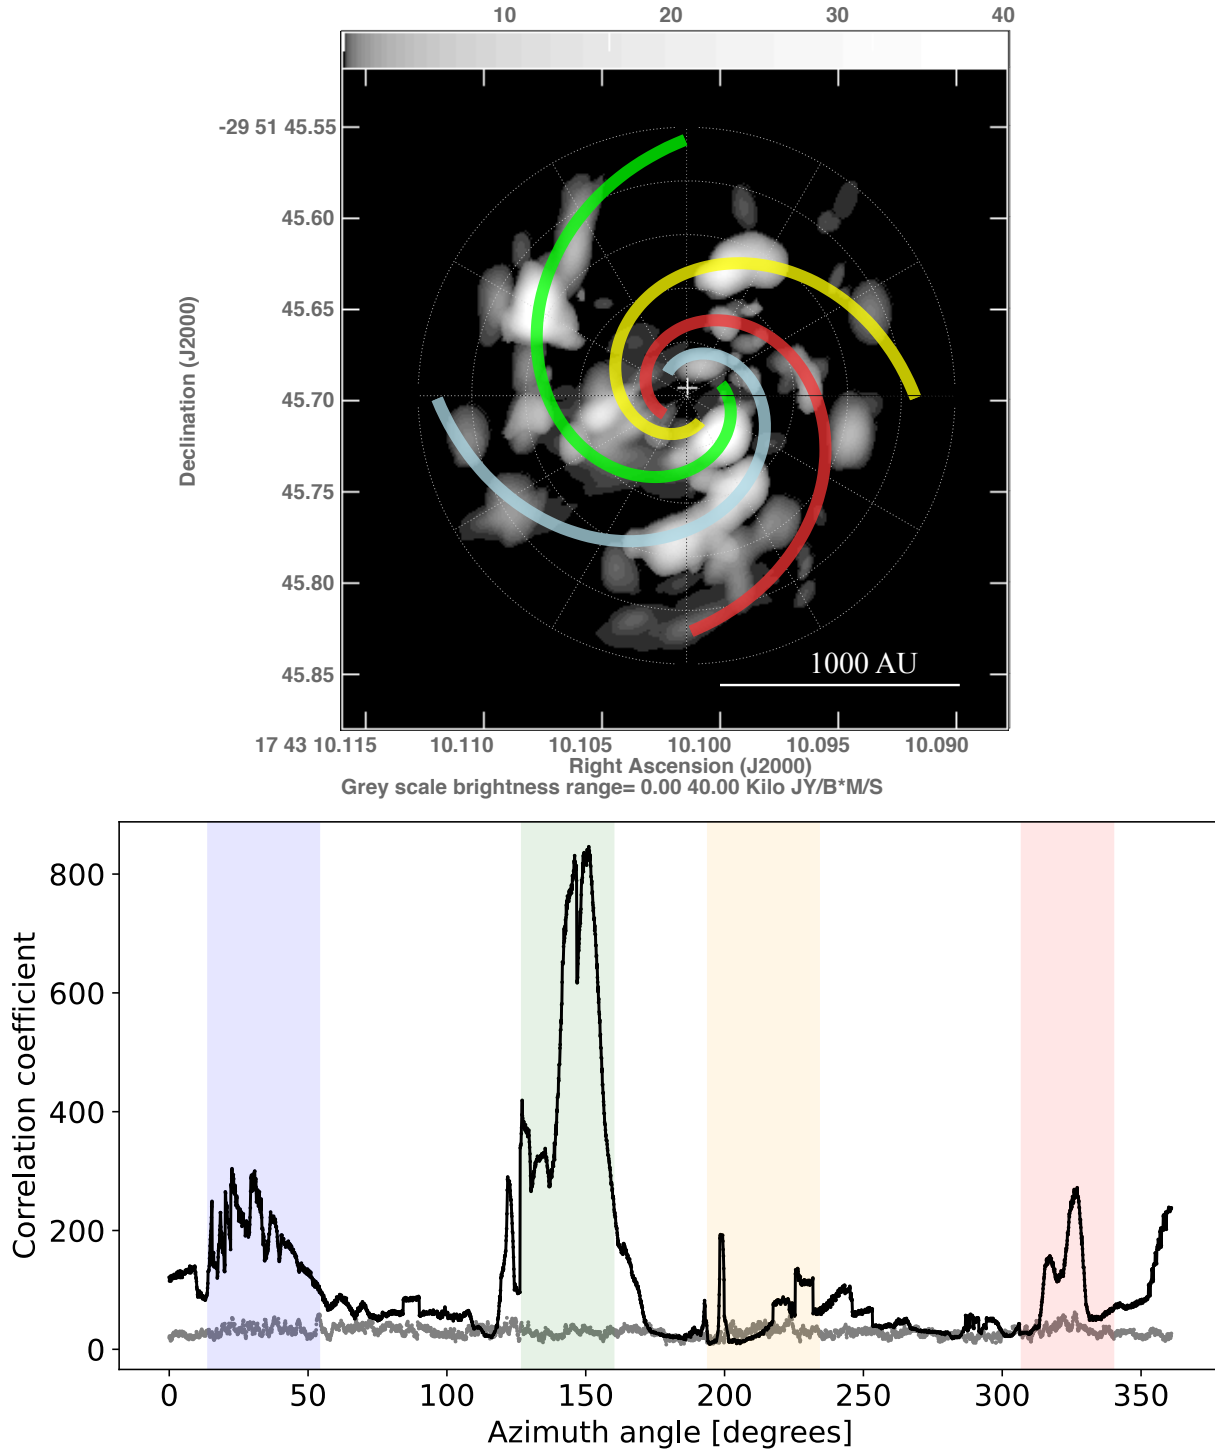 10 20 30 40
-29 51 45.55
45.60
45.65
45.70
45.75
45.80
45.85
Declination (J2000)
1000 AU
17 43 10.115 10.110 10.105 10.100 10.095 10.090
Right Ascension (J2000)
Grey scale brightness range= 0.00 40.00 Kilo JY/B*M/S
800
600
400
200
0
Correlation coefficient
0 50 100 150 200 250 300 350
Azimuth angle [degrees]